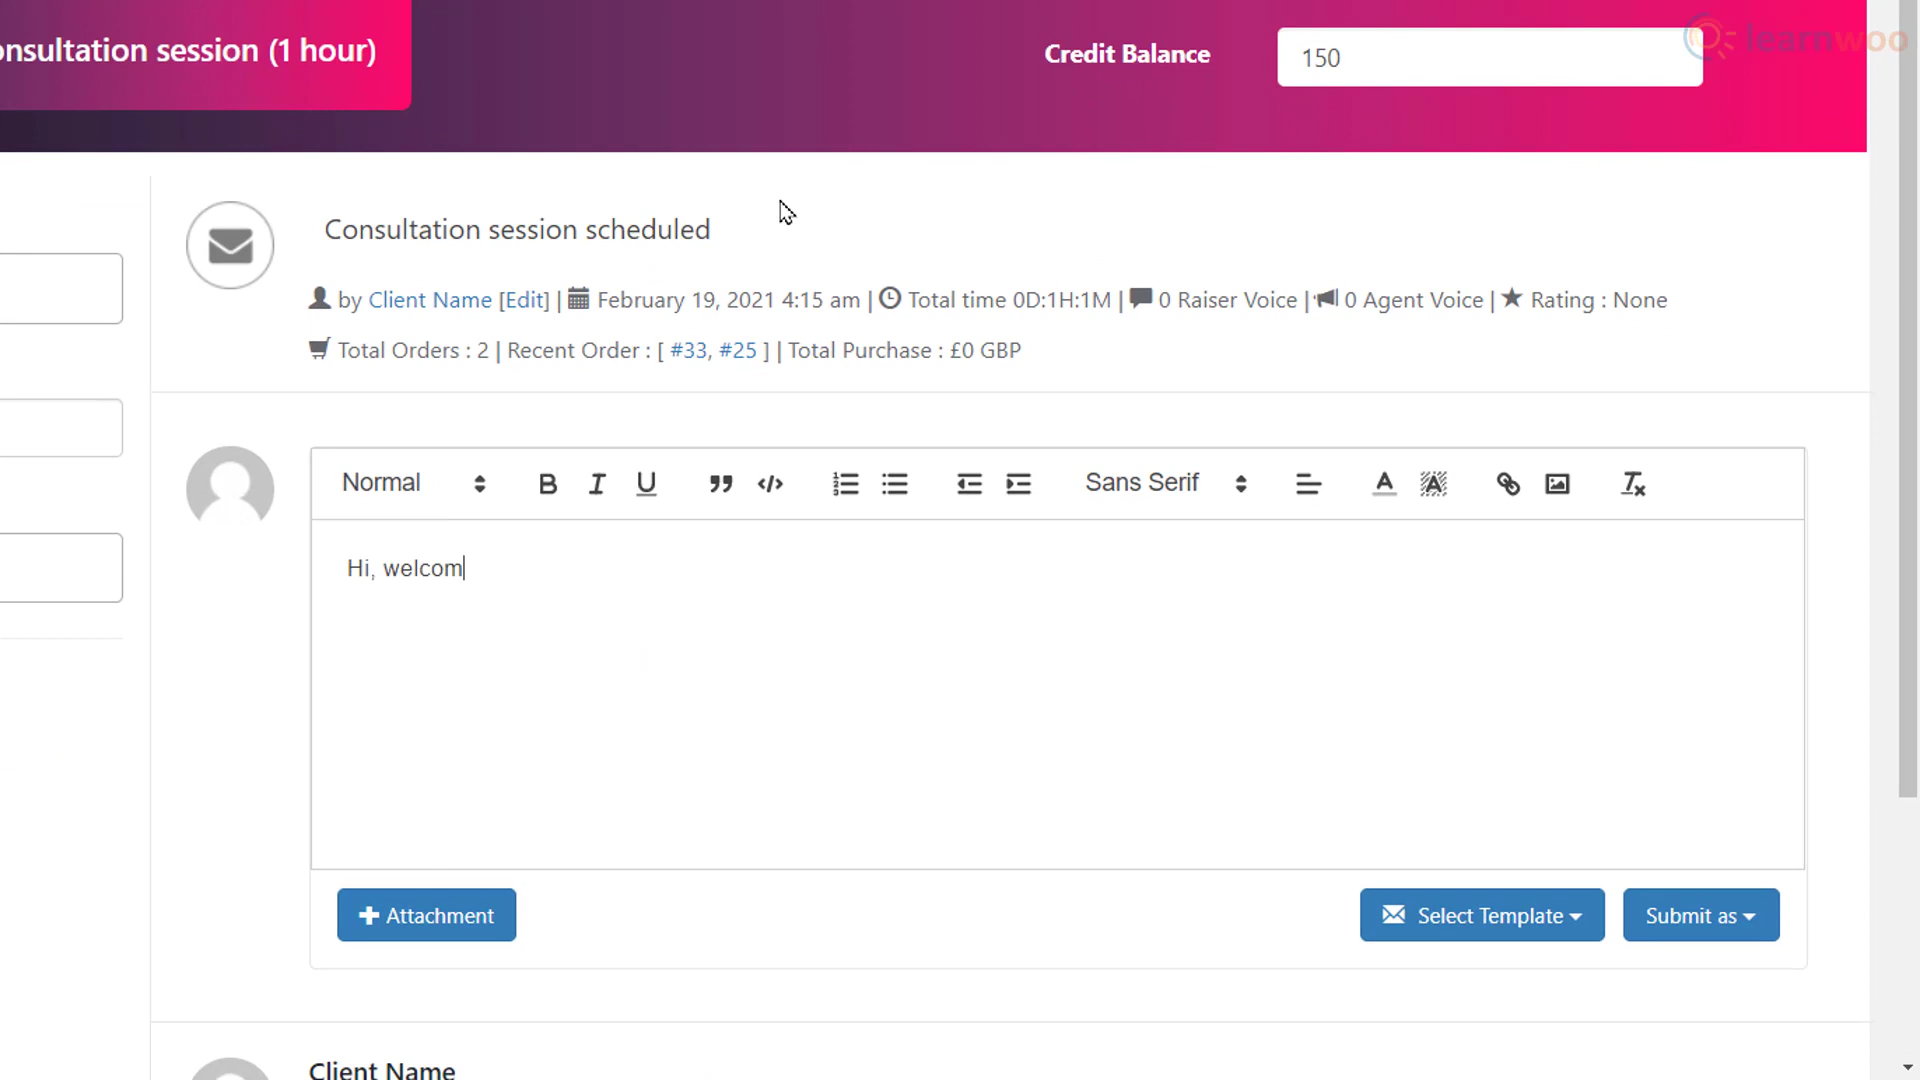 onsultation session (1 hour)
Credit Balance
150
learnwoo
Consultation session scheduled
by Client Name [Edit] | February 19, 2021 4:15 am | Total time 0D:1H:1M | 0 Raiser Voice | 0 Agent Voice | Rating : None
Total Orders : 2 | Recent Order : [ #33, #25 ] | Total Purchase : £0 GBP
Normal
Sans Serif
Hi, welcom
Attachment
Select Template
Submit as
Client Name